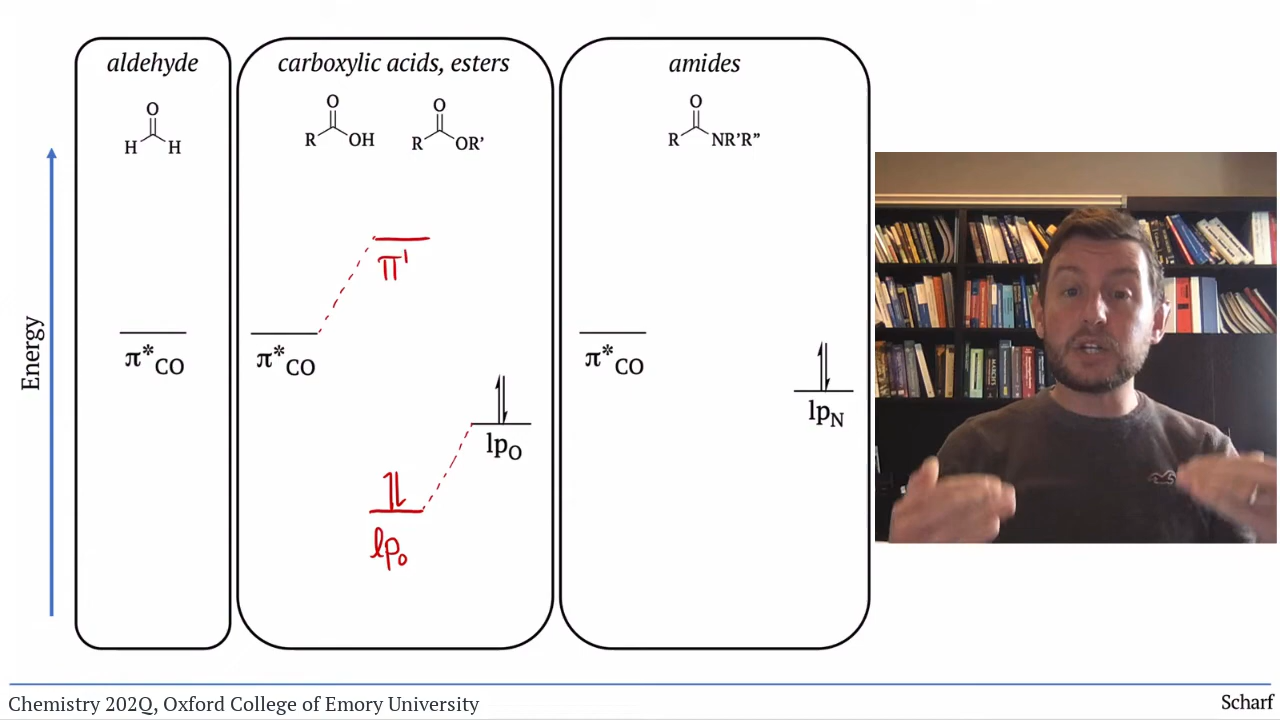 aldehyde
carboxylic acids, esters
amides
O
H H
O
R OH
O
R OR'
O
R NR'R”
Energy
π*CO
π*CO
π'
lpO
lpo
π*CO
lpN
Chemistry 202Q, Oxford College of Emory University
Scharf